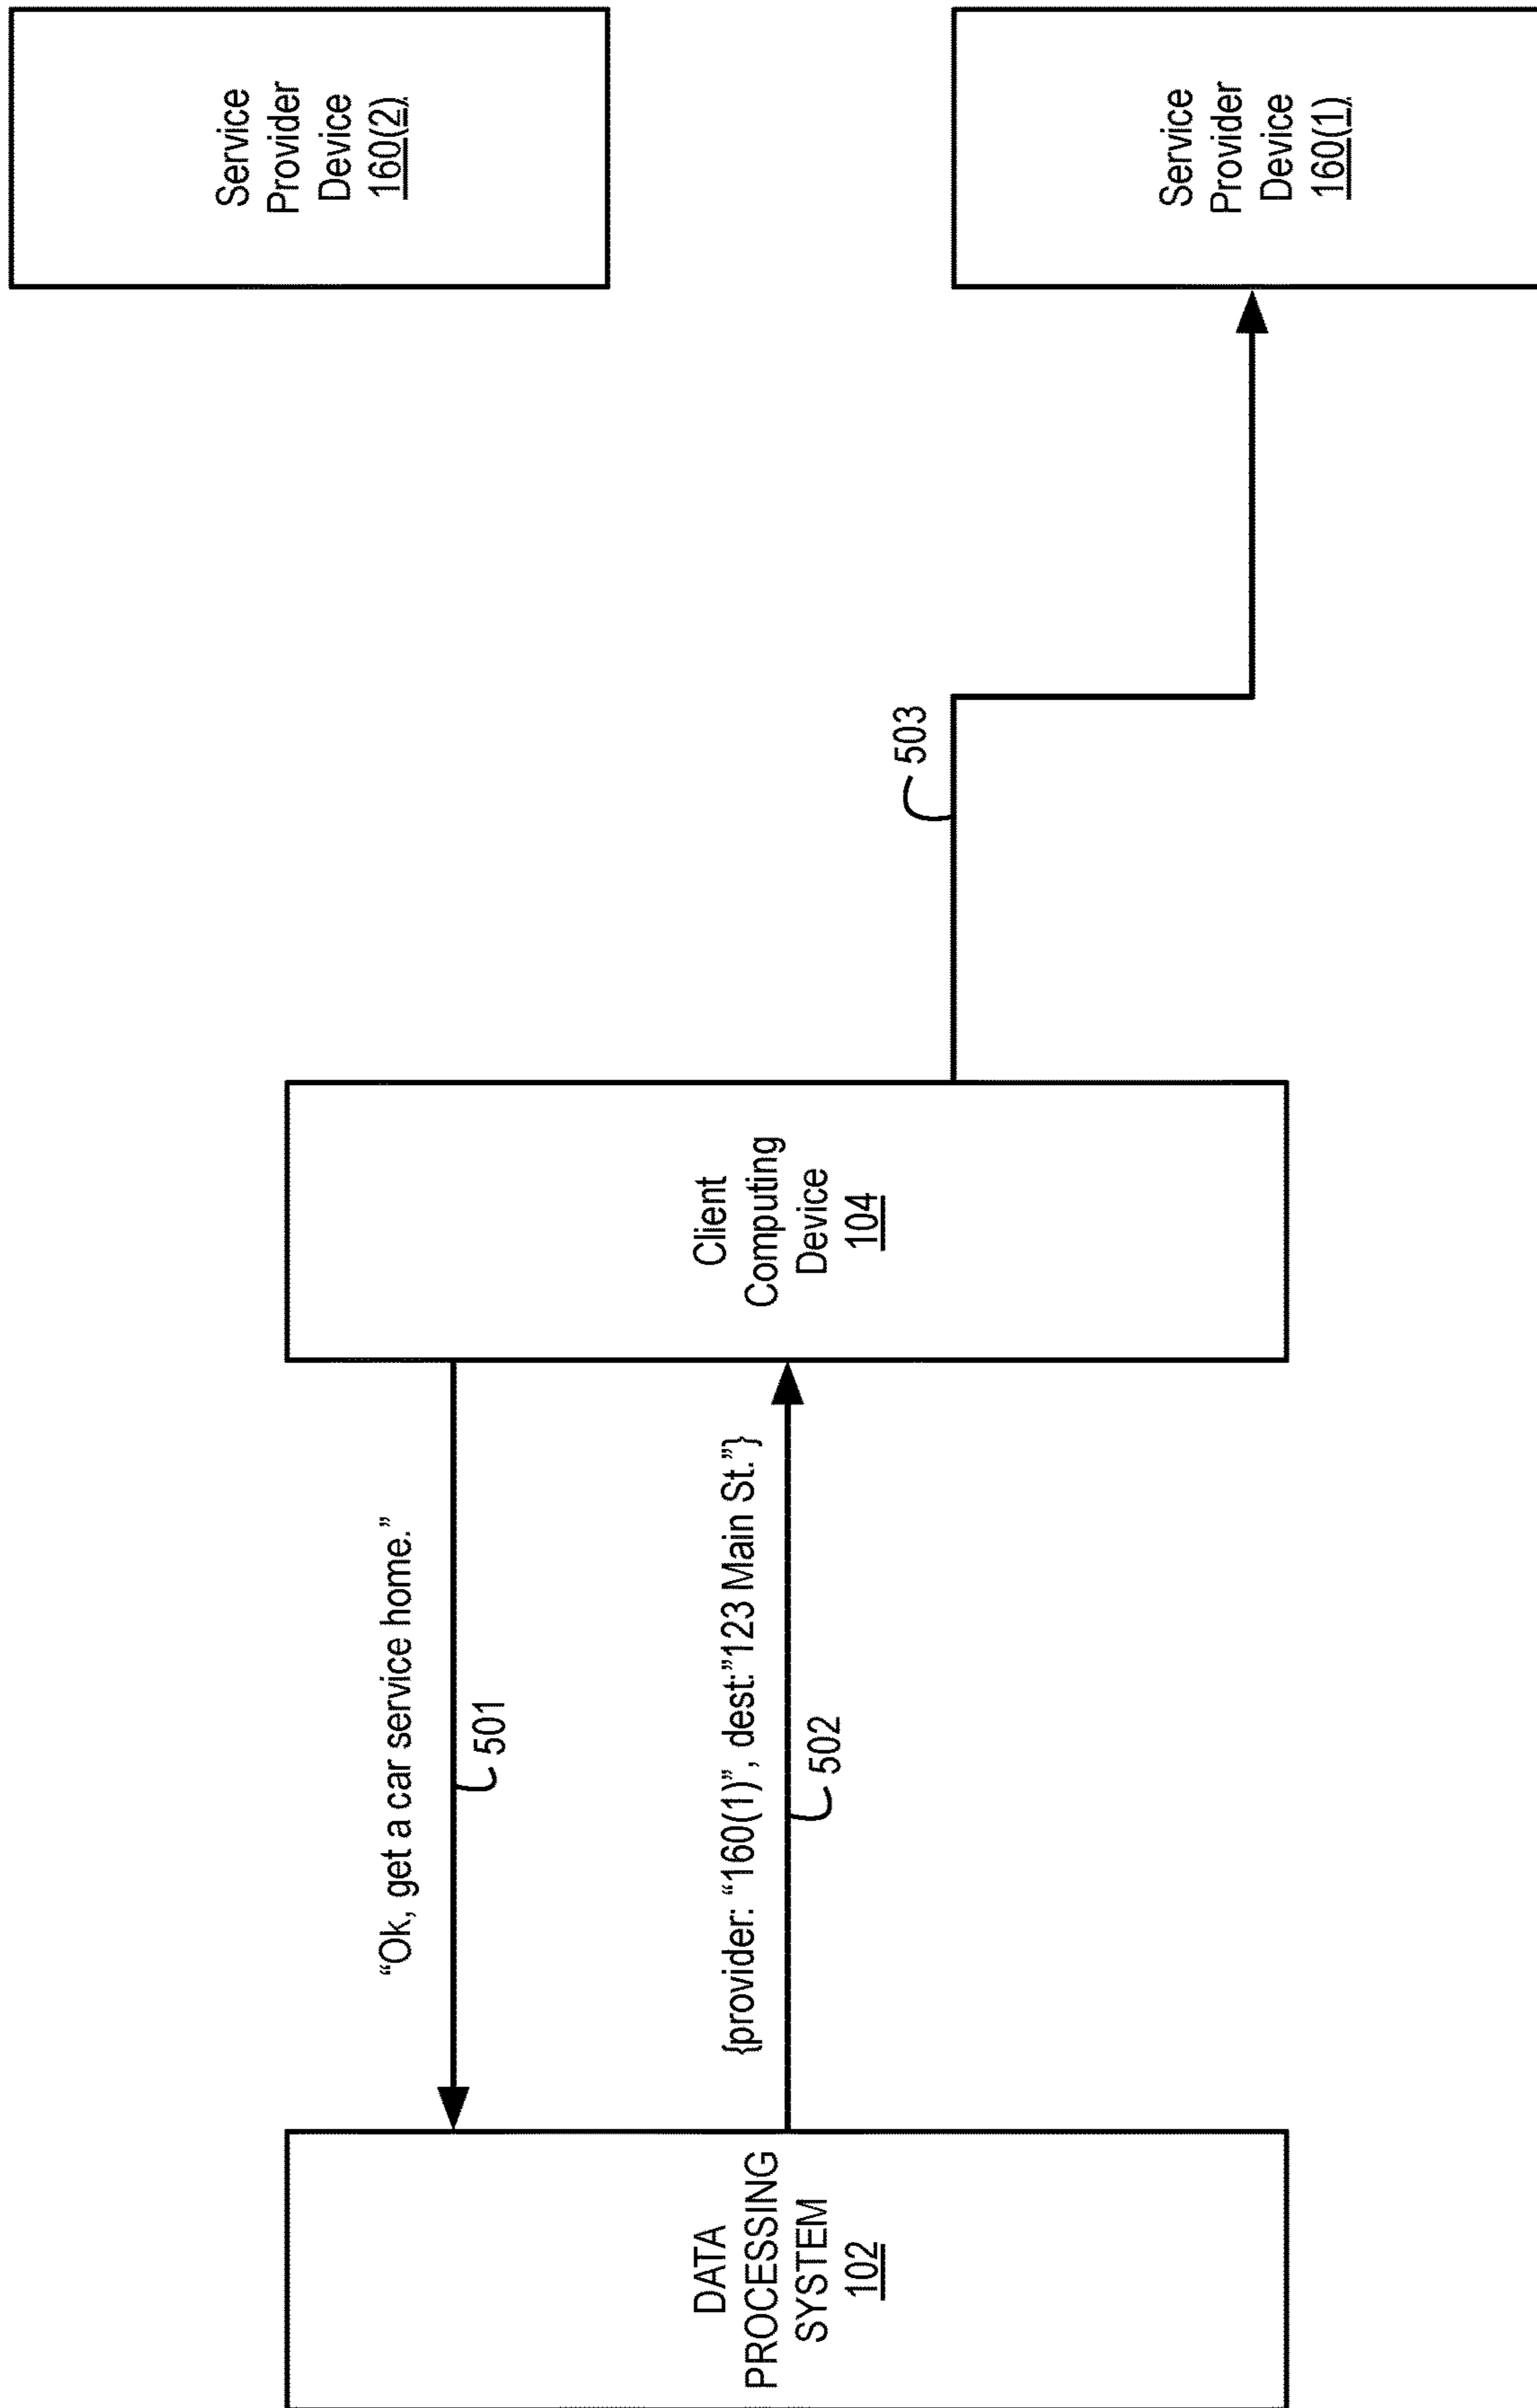 “Ok, get a car service home.”
501
{provider: “160(1)”, dest:”123 Main St.”}
502
DATA
PROCESSING
SYSTEM
102
Client
Computing
Device
104
503
Service
Provider
Device
160(2)
Service
Provider
Device
160(1)